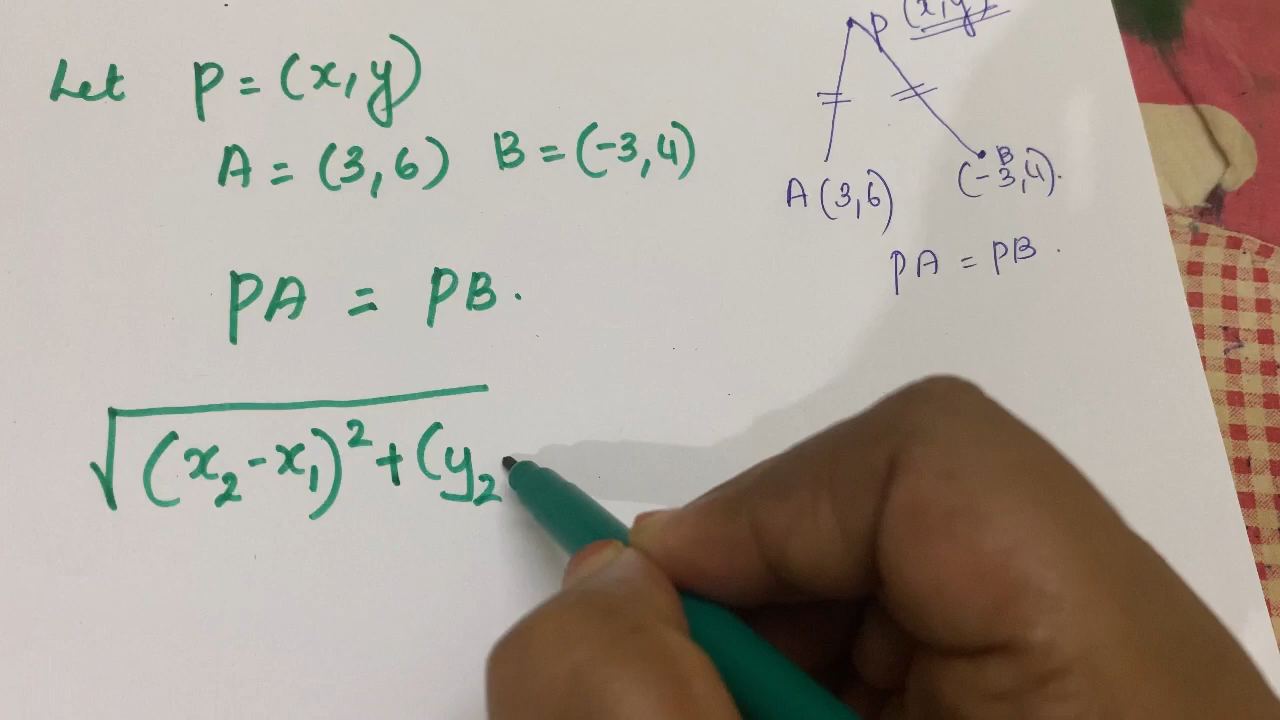 Let P = (x, y)
A = (3, 6) B = (-3, 4)
PA = PB.
√(x₂ - x₁)² + (y₂
P (x, y)
A (3, 6)
B
(-3, 4).
PA = PB.